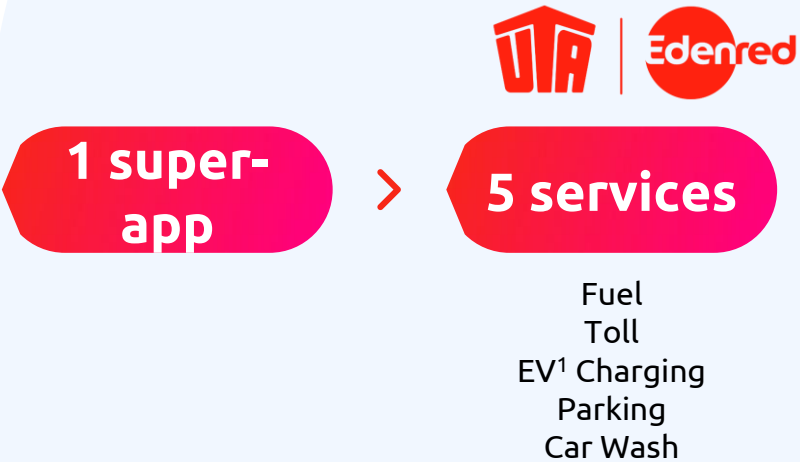 UTA
Edenred
1 super-
app
5 services
Fuel
Toll
EV¹ Charging
Parking
Car Wash